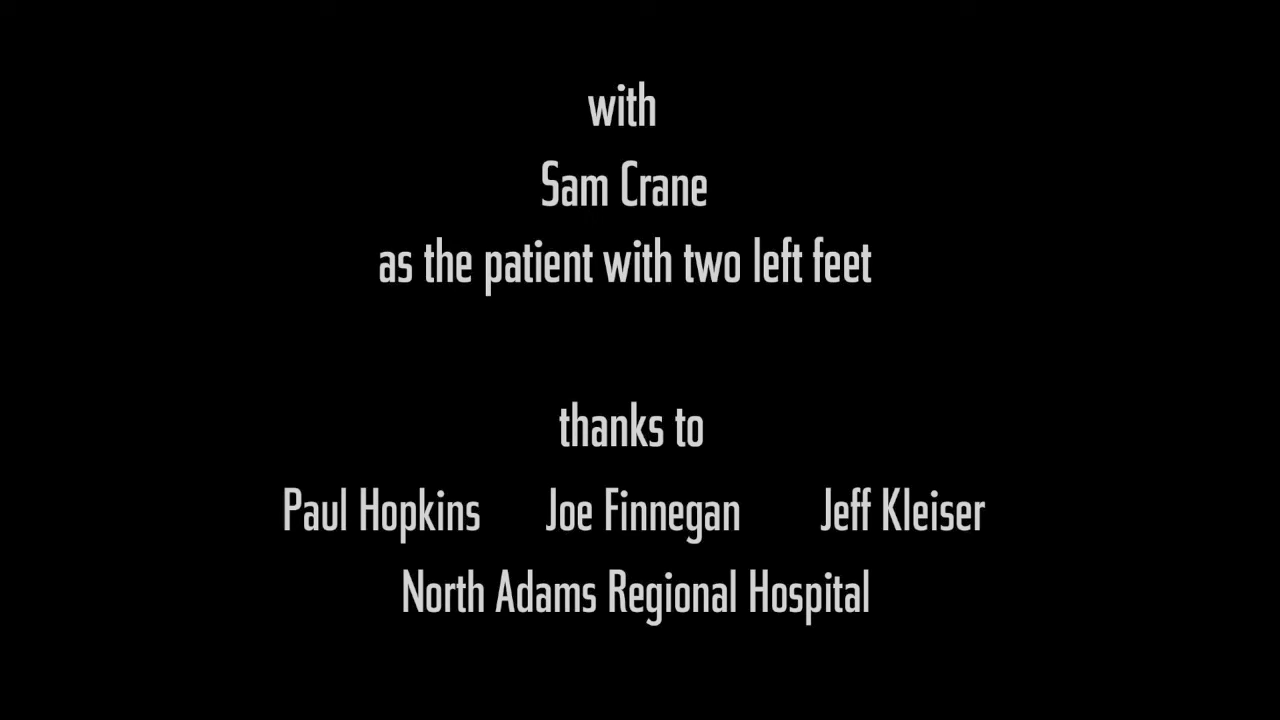 with
Sam Crane
as the patient with two left feet
thanks to
Paul Hopkins Joe Finnegan Jeff Kleiser
North Adams Regional Hospital